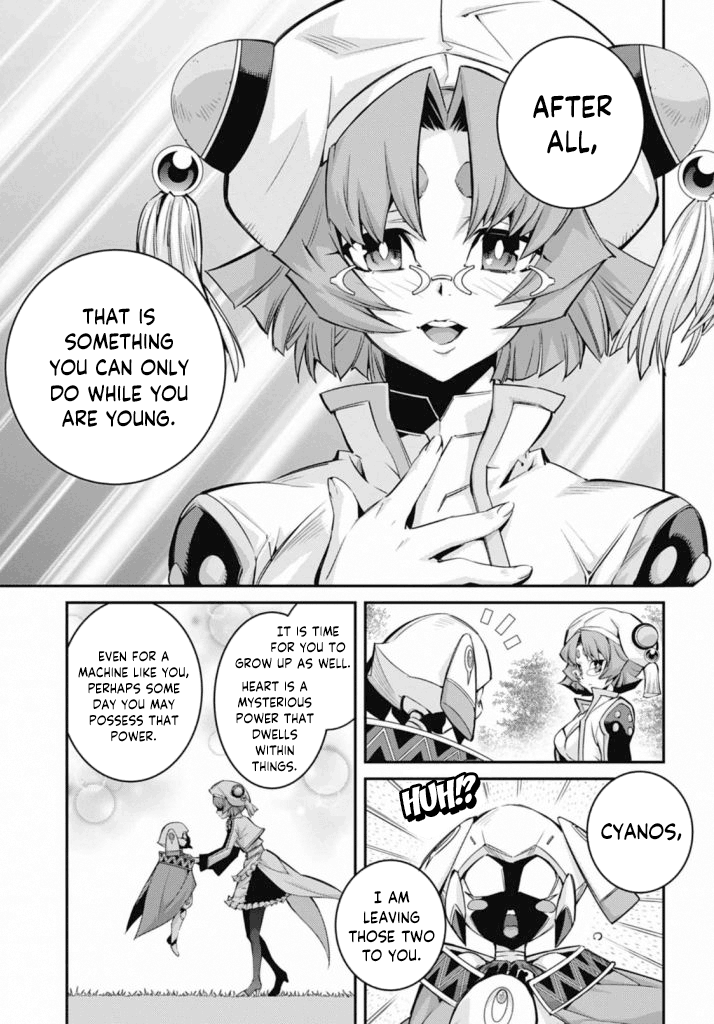 AFTER
ALL,
THAT IS
SOMETHING
YOU CAN ONLY
DO WHILE YOU
ARE YOUNG.
CYANOS,
HUH!?
I AM
LEAVING
THOSE TWO
TO YOU.
IT IS TIME
FOR YOU TO
GROW UP AS WELL.
HEART IS A
MYSTERIOUS
POWER THAT
DWELLS
WITHIN
THINGS.
EVEN FOR A
MACHINE LIKE YOU,
PERHAPS SOME
DAY YOU MAY
POSSESS THAT
POWER.